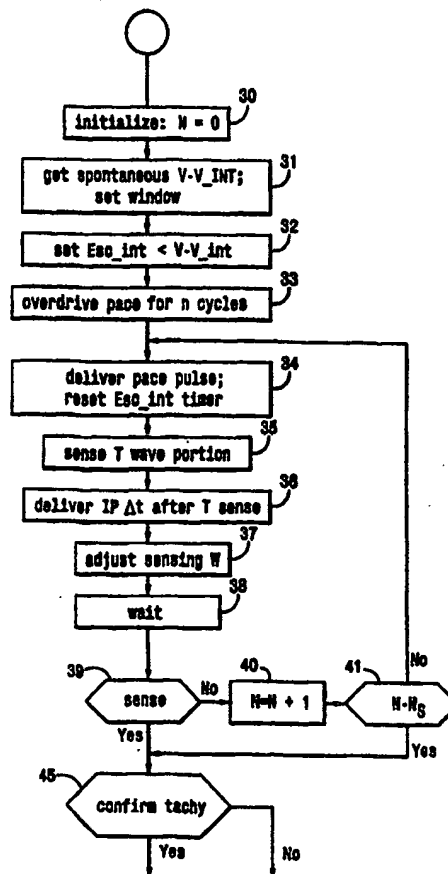 30
initialize: N = 0
31
get spontaneous V-V_INT;
set window
32
set Esc_int < V-V_int
33
overdrive pace for n cycles
34
deliver pace pulse;
reset Esc_int timer
35
sense T wave portion
36
deliver IP Δt after T sense
37
adjust sensing W
38
wait
39
sense
No
40
N=N + 1
41
N-NS
No
Yes
Yes
45
confirm tachy
Yes
No